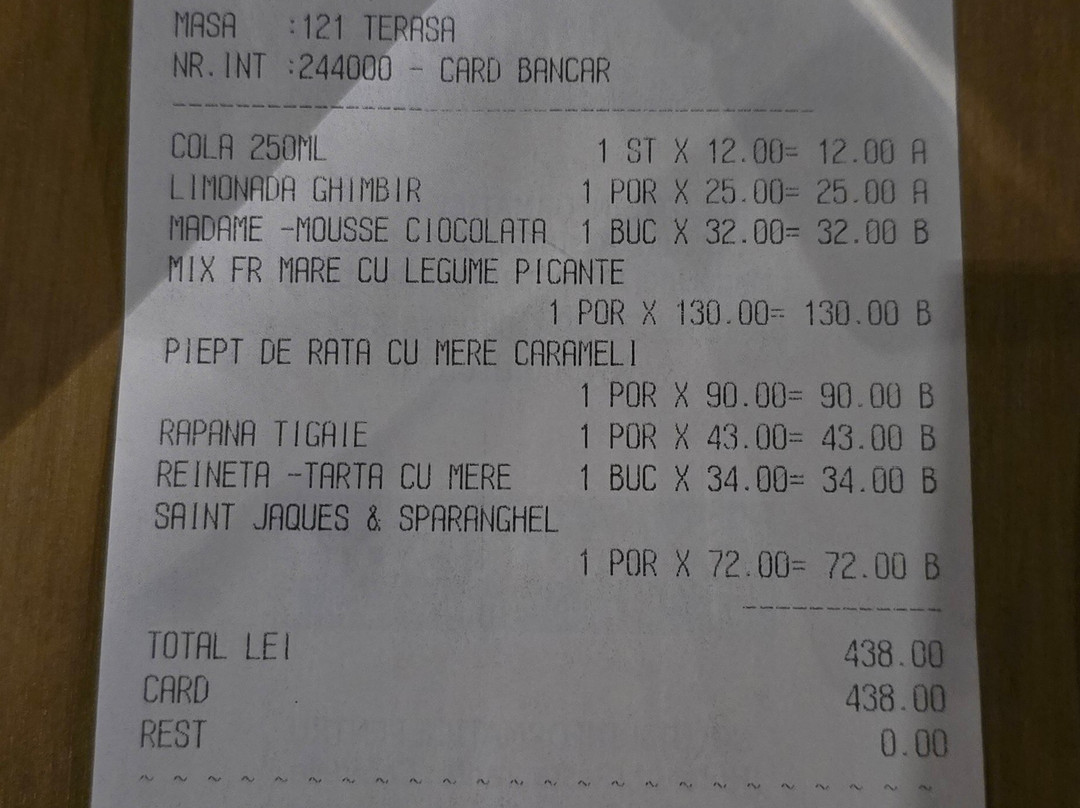 MASA :121 TERASA
NR.INT :244000 - CARD BANCAR
COLA 250ML 1 ST X 12.00= 12.00 A
LIMONADA GHIMBIR 1 POR X 25.00= 25.00 A
MADAME -MOUSSE CIOCOLATA 1 BUC X 32.00= 32.00 B
MIX FR MARE CU LEGUME PICANTE
1 POR X 130.00= 130.00 B
PIEPT DE RATA CU MERE CARAMELI
1 POR X 90.00= 90.00 B
RAPANA TIGAIE 1 POR X 43.00= 43.00 B
REINETA -TARTA CU MERE 1 BUC X 34.00= 34.00 B
SAINT JAQUES & SPARANGHEL
1 POR X 72.00= 72.00 B
TOTAL LEI 438.00
CARD 438.00
REST 0.00